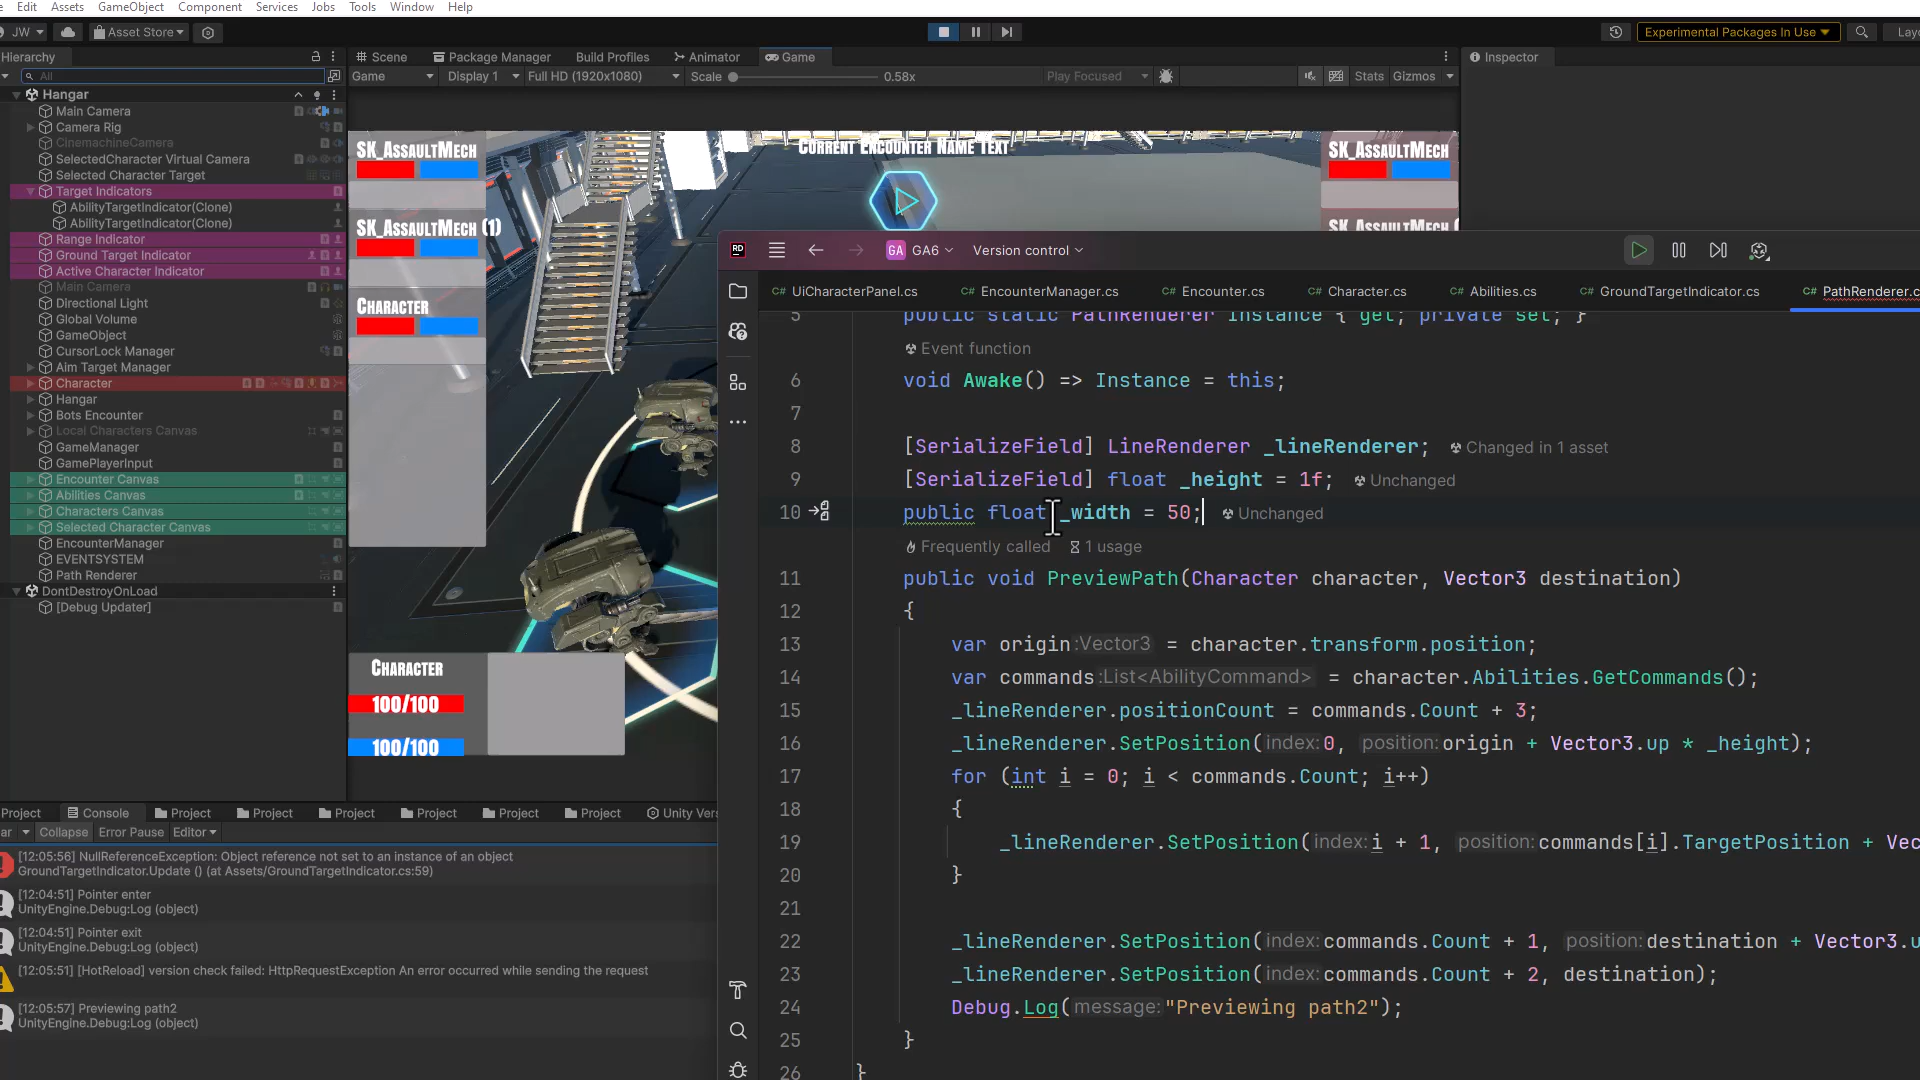 Edit Assets GameObject Component Services Jobs Tools Window Help
JW Asset Store Experimental Packages In Use
Hierarchy Scene Package Manager Build Profiles Animator Game Inspector
All Game Display 1 Full HD (1920x1080) Scale 0.58x Play Focused Stats Gizmos
Hangar
Main Camera
Camera Rig
CinemachineCamera
SelectedCharacter Virtual Camera
Selected Character Target
Target Indicators
AbilityTargetIndicator(Clone)
AbilityTargetIndicator(Clone)
Range Indicator
Ground Target Indicator
Active Character Indicator
Main Camera
Directional Light
Global Volume
GameObject
CursorLock Manager
Aim Target Manager
Character
Hangar
Bots Encounter
Local Characters Canvas
GameManager
GamePlayerInput
Encounter Canvas
Abilities Canvas
Characters Canvas
Selected Character Canvas
EncounterManager
EVENTSYSTEM
Path Renderer
DontDestroyOnLoad
[Debug Updater]
SK_AssaultMech
SK_AssaultMech (1)
Character
Current Encounter Name Text
SK_AssaultMech
Character
100/100
100/100
RD GA GA6 Version control
C# UiCharacterPanel.cs C# EncounterManager.cs C# Encounter.cs C# Character.cs C# Abilities.cs C# GroundTargetIndicator.cs C# PathRenderer.c
5 public static PathRenderer Instance { get; private set; }
Event function
6 void Awake() => Instance = this;
7
8 [SerializeField] LineRenderer _lineRenderer; Changed in 1 asset
9 [SerializeField] float _height = 1f; Unchanged
10 public float _width = 50; Unchanged
Frequently called 1 usage
11 public void PreviewPath(Character character, Vector3 destination)
12 {
13 var origin:Vector3 = character.transform.position;
14 var commands:List<AbilityCommand> = character.Abilities.GetCommands();
15 _lineRenderer.positionCount = commands.Count + 3;
16 _lineRenderer.SetPosition(index:0, position:origin + Vector3.up * _height);
17 for (int i = 0; i < commands.Count; i++)
18 {
19 _lineRenderer.SetPosition(index:i + 1, position:commands[i].TargetPosition + Vec
20 }
21
22 _lineRenderer.SetPosition(index:commands.Count + 1, position:destination + Vector3.u
23 _lineRenderer.SetPosition(index:commands.Count + 2, destination);
24 Debug.Log(message:"Previewing path2");
25 }
26 }
Project Console Project Project Project Project Project Unity Ver
ar Collapse Error Pause Editor
[12:05:56] NullReferenceException: Object reference not set to an instance of an object
GroundTargetIndicator.Update () (at Assets/GroundTargetIndicator.cs:59)
[12:04:51] Pointer enter
UnityEngine.Debug:Log (object)
[12:04:51] Pointer exit
UnityEngine.Debug:Log (object)
[12:05:51] [HotReload] version check failed: HttpRequestException An error occurred while sending the request
[12:05:57] Previewing path2
UnityEngine.Debug:Log (object)